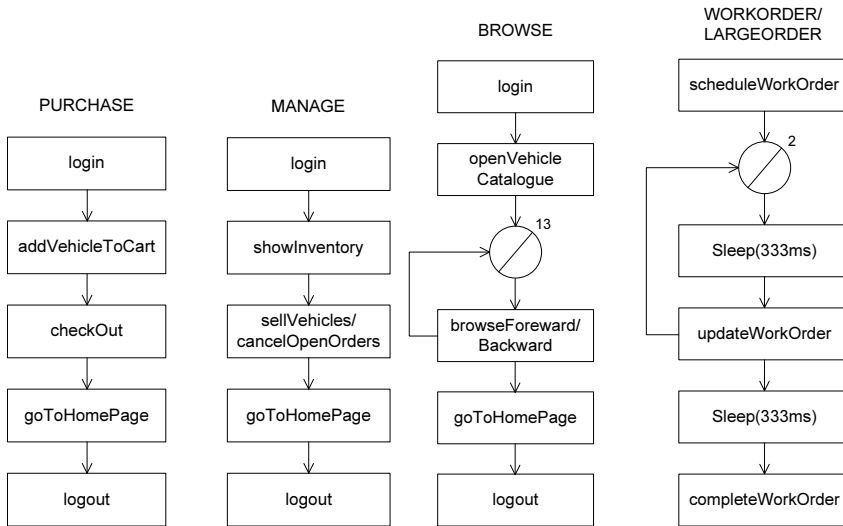 PURCHASE
login
addVehicleToCart
checkOut
goToHomePage
logout
MANAGE
login
showInventory
sellVehicles/
cancelOpenOrders
goToHomePage
logout
BROWSE
login
openVehicle
Catalogue
13
browseForeward/
Backward
goToHomePage
logout
WORKORDER/
LARGEORDER
scheduleWorkOrder
2
Sleep(333ms)
updateWorkOrder
Sleep(333ms)
completeWorkOrder